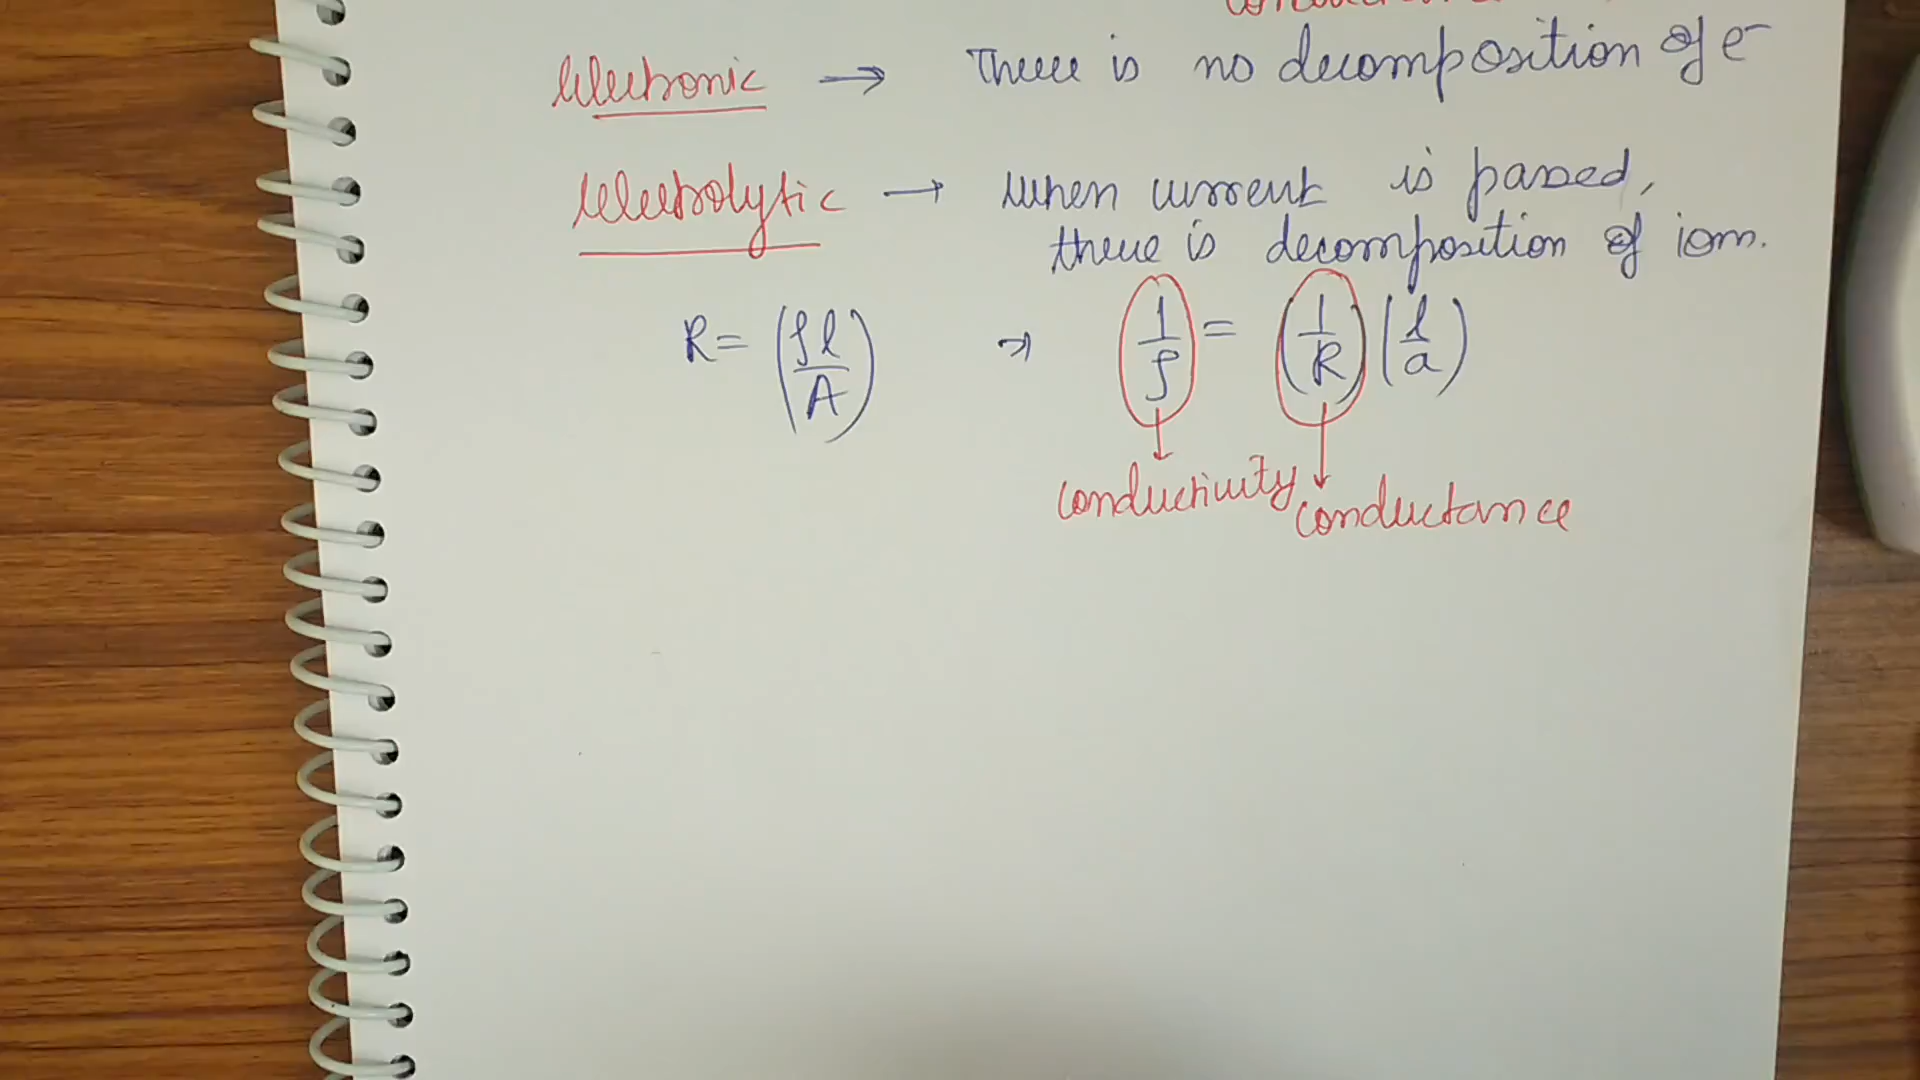 Electronic → There is no decomposition of e⁻
Electrolytic → When current is passed,
there is decomposition of ions.
R = (ρl/A) ⇒ 1/ρ = (1/R) (l/a)
conductivity conductance